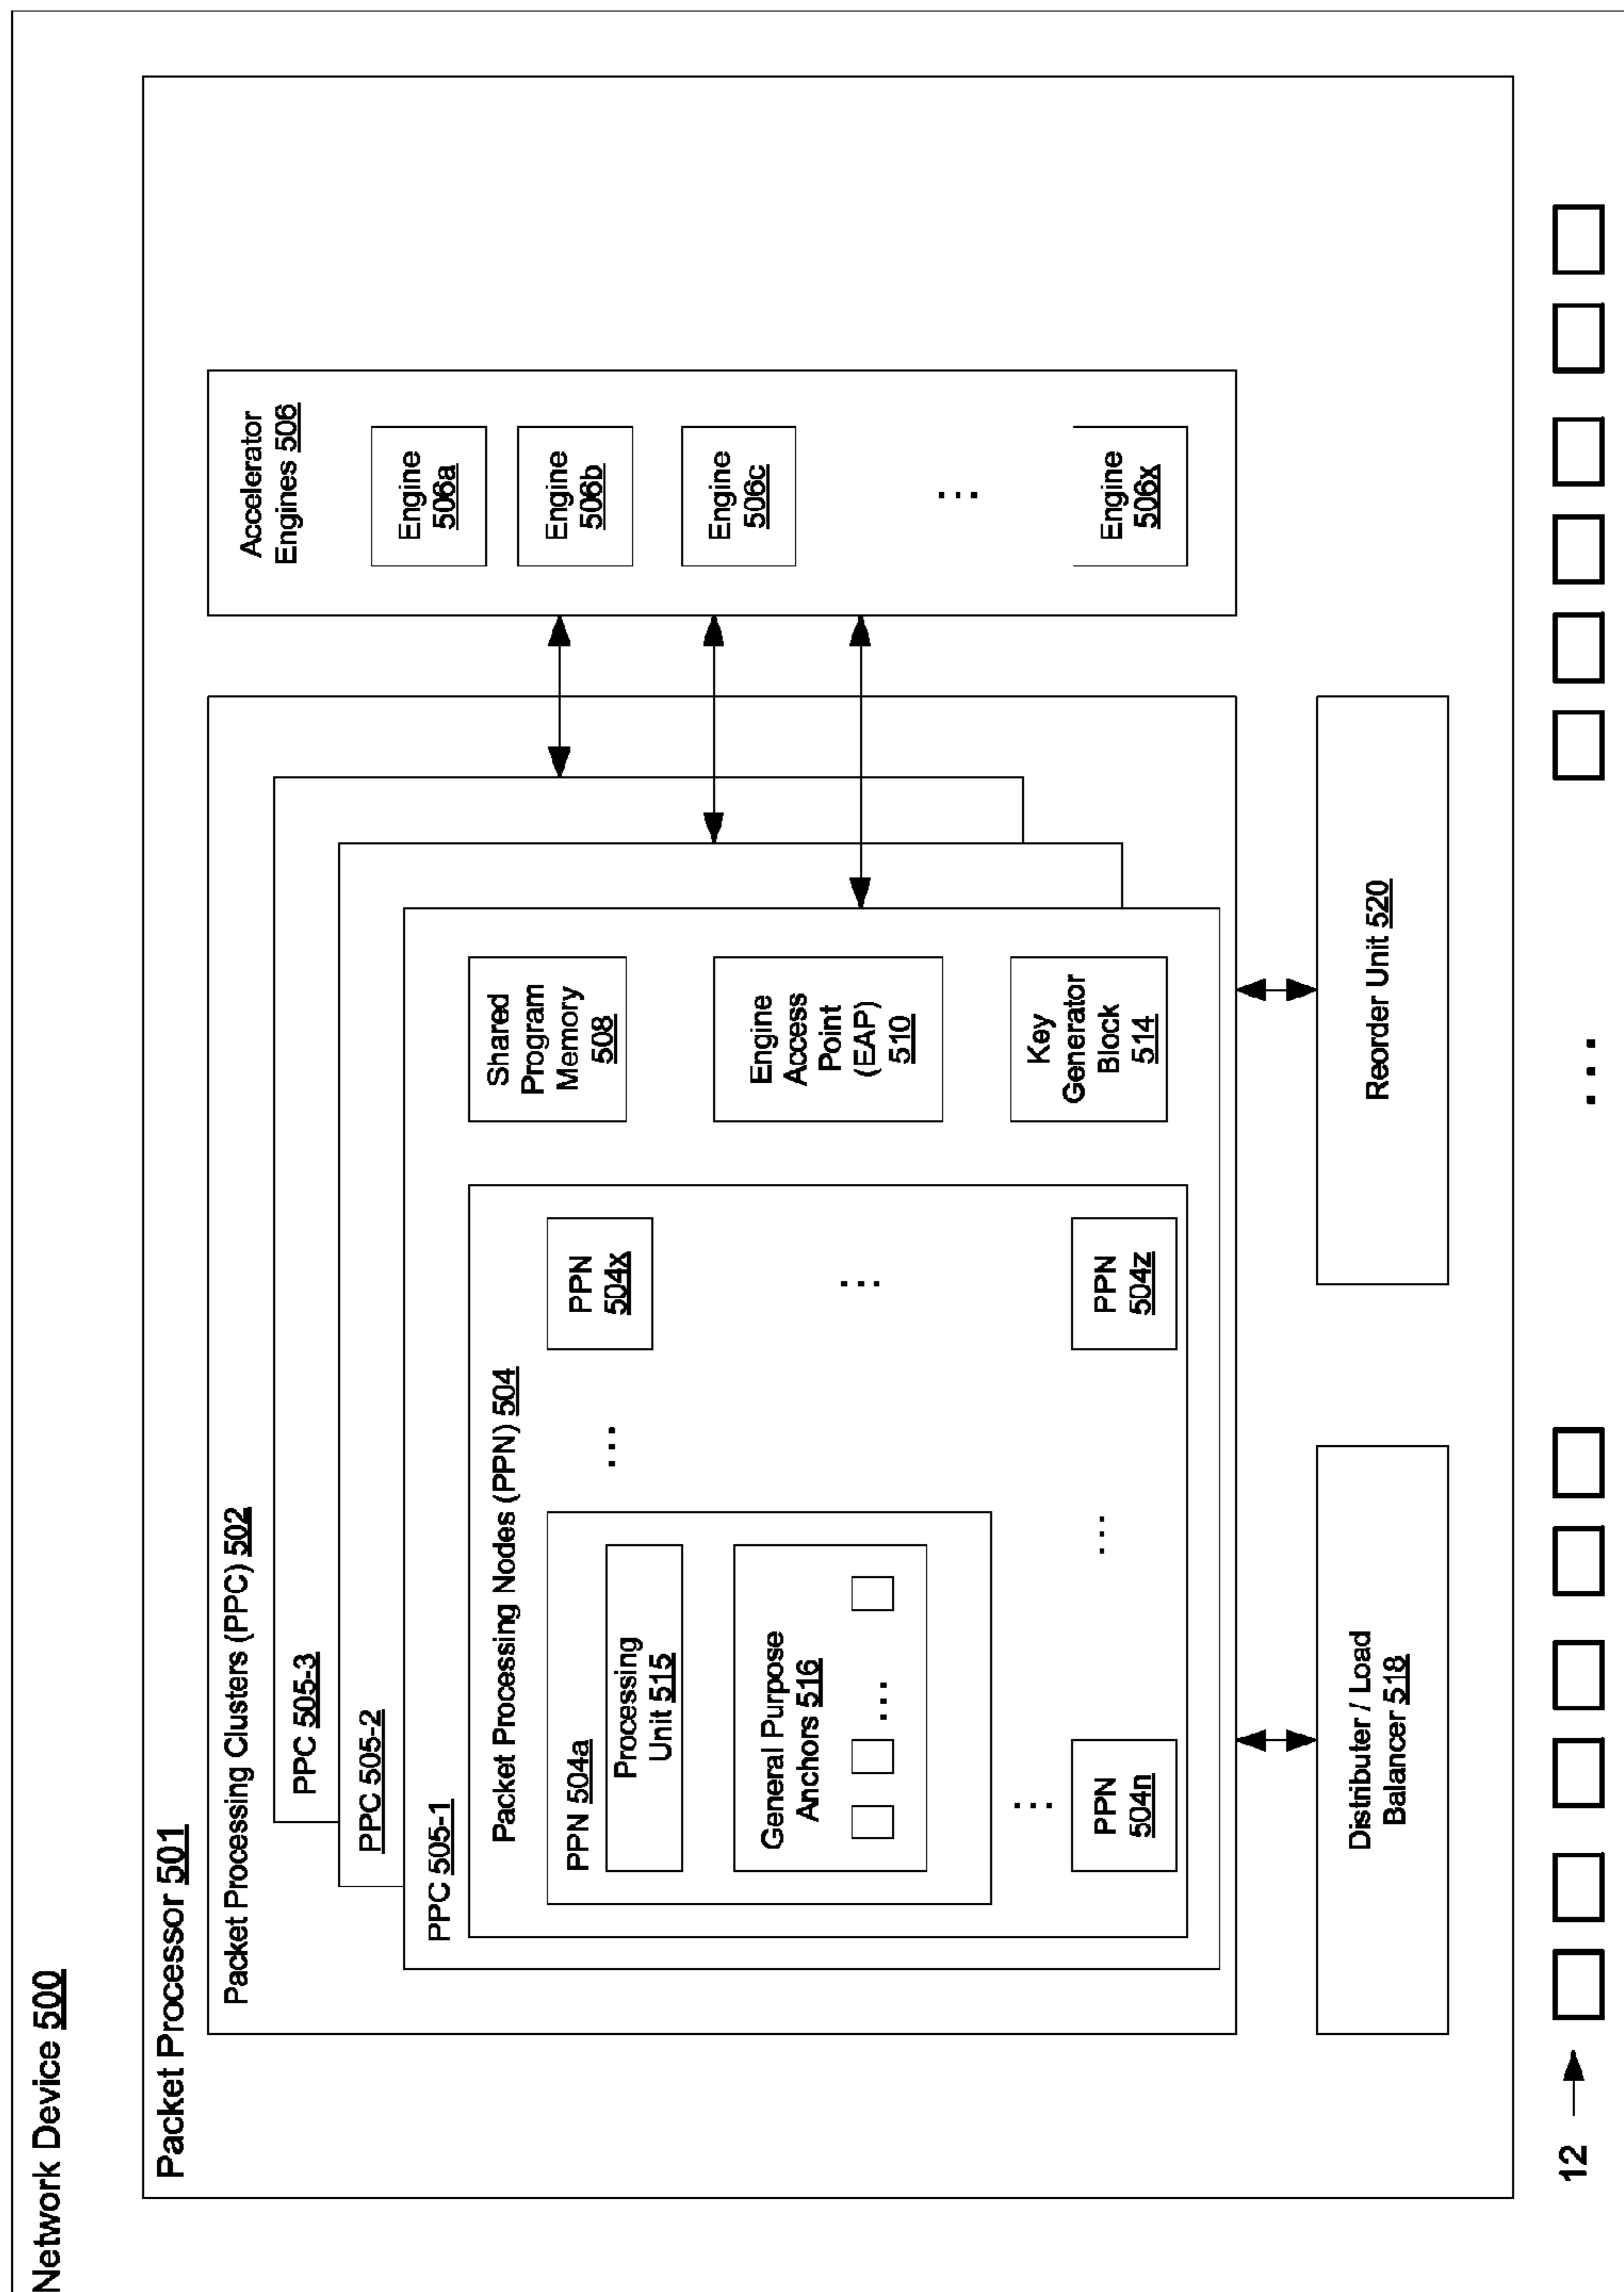 Network Device 500
Packet Processor 501
Packet Processing Clusters (PPC) 502
PPC 505-3
PPC 505-2
PPC 505-1
Packet Processing Nodes (PPN) 504
PPN 504a
Processing
Unit 515
General Purpose
Anchors 516
...
...
PPN
504x
...
PPN
504n
...
...
PPN
504z
Shared
Program
Memory
508
Engine
Access
Point
(EAP)
510
Key
Generator
Block
514
Accelerator
Engines 506
Engine
506a
Engine
506b
Engine
506c
...
Engine
506x
Distributer / Load
Balancer 518
Reorder Unit 520
12
...